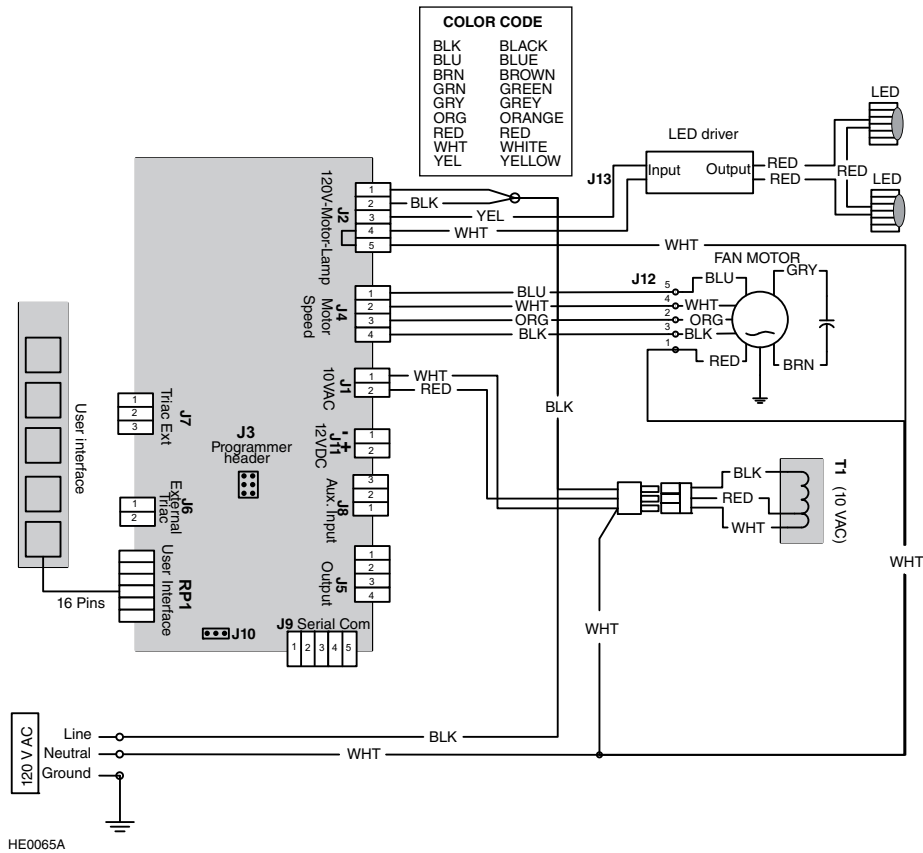 COLOR CODE
BLK BLACK
BLU BLUE
BRN BROWN
GRN GREEN
GRY GREY
ORG ORANGE
RED RED
WHT WHITE
YEL YELLOW
LED
LED driver
J13
Input Output
RED
RED
RED
LED
120V-Motor-Lamp
J2
1
2
3
4
5
BLK
YEL
WHT
WHT
FAN MOTOR
J12
J4
Motor Speed
1
2
3
4
BLU
WHT
ORG
BLK
5
4
2
3
1
BLU
WHT
ORG
BLK
RED
GRY
BRN
J1
10VAC
1
2
WHT
RED
BLK
J11
12VDC
- +
1
2
J8
Aux. Input
3
2
1
J5
Output
1
2
3
4
J7
Triac Ext
1
2
3
J3
Programmer
header
J6
External
Triac
1
2
RP1
User Interface
User interface
16 Pins
J10
J9 Serial Com
1 2 3 4 5
BLK
RED
WHT
T1 (10 VAC)
WHT
WHT
120 V AC
Line
Neutral
Ground
BLK
WHT
HE0065A